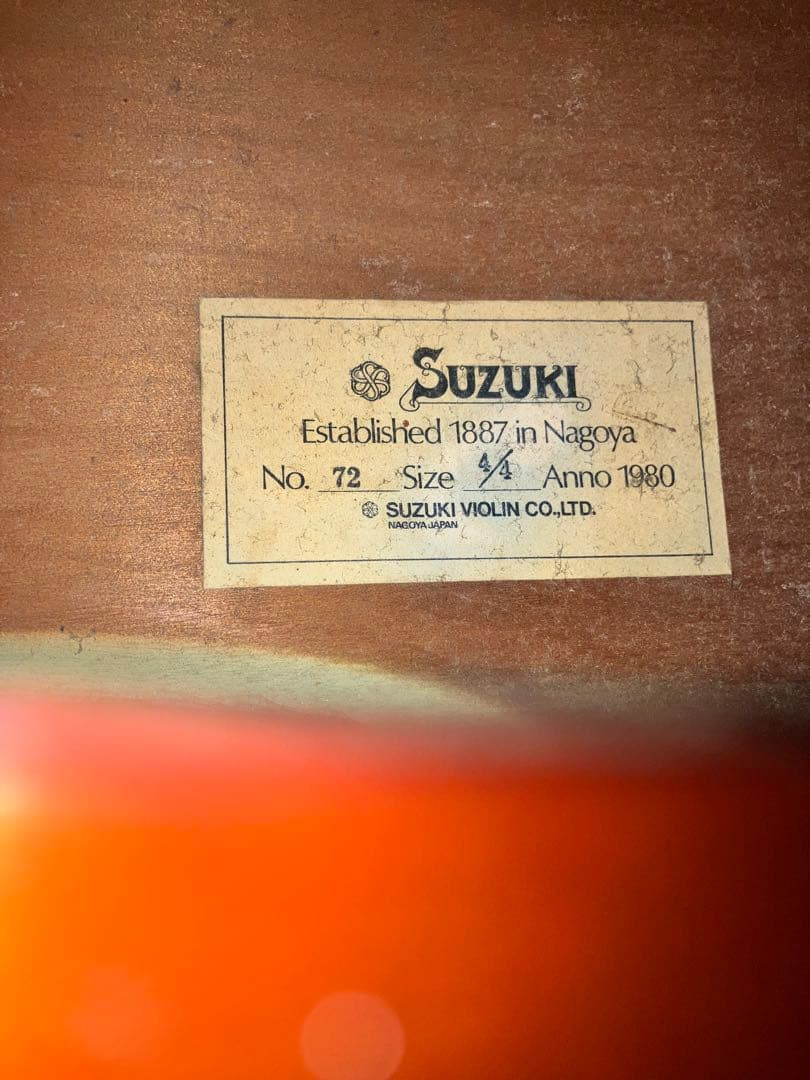 SUZUKI
Established 1887 in Nagoya
No. 72 Size 4/4 Anno 1980
SUZUKI VIOLIN CO.,LTD.
NAGOYA JAPAN